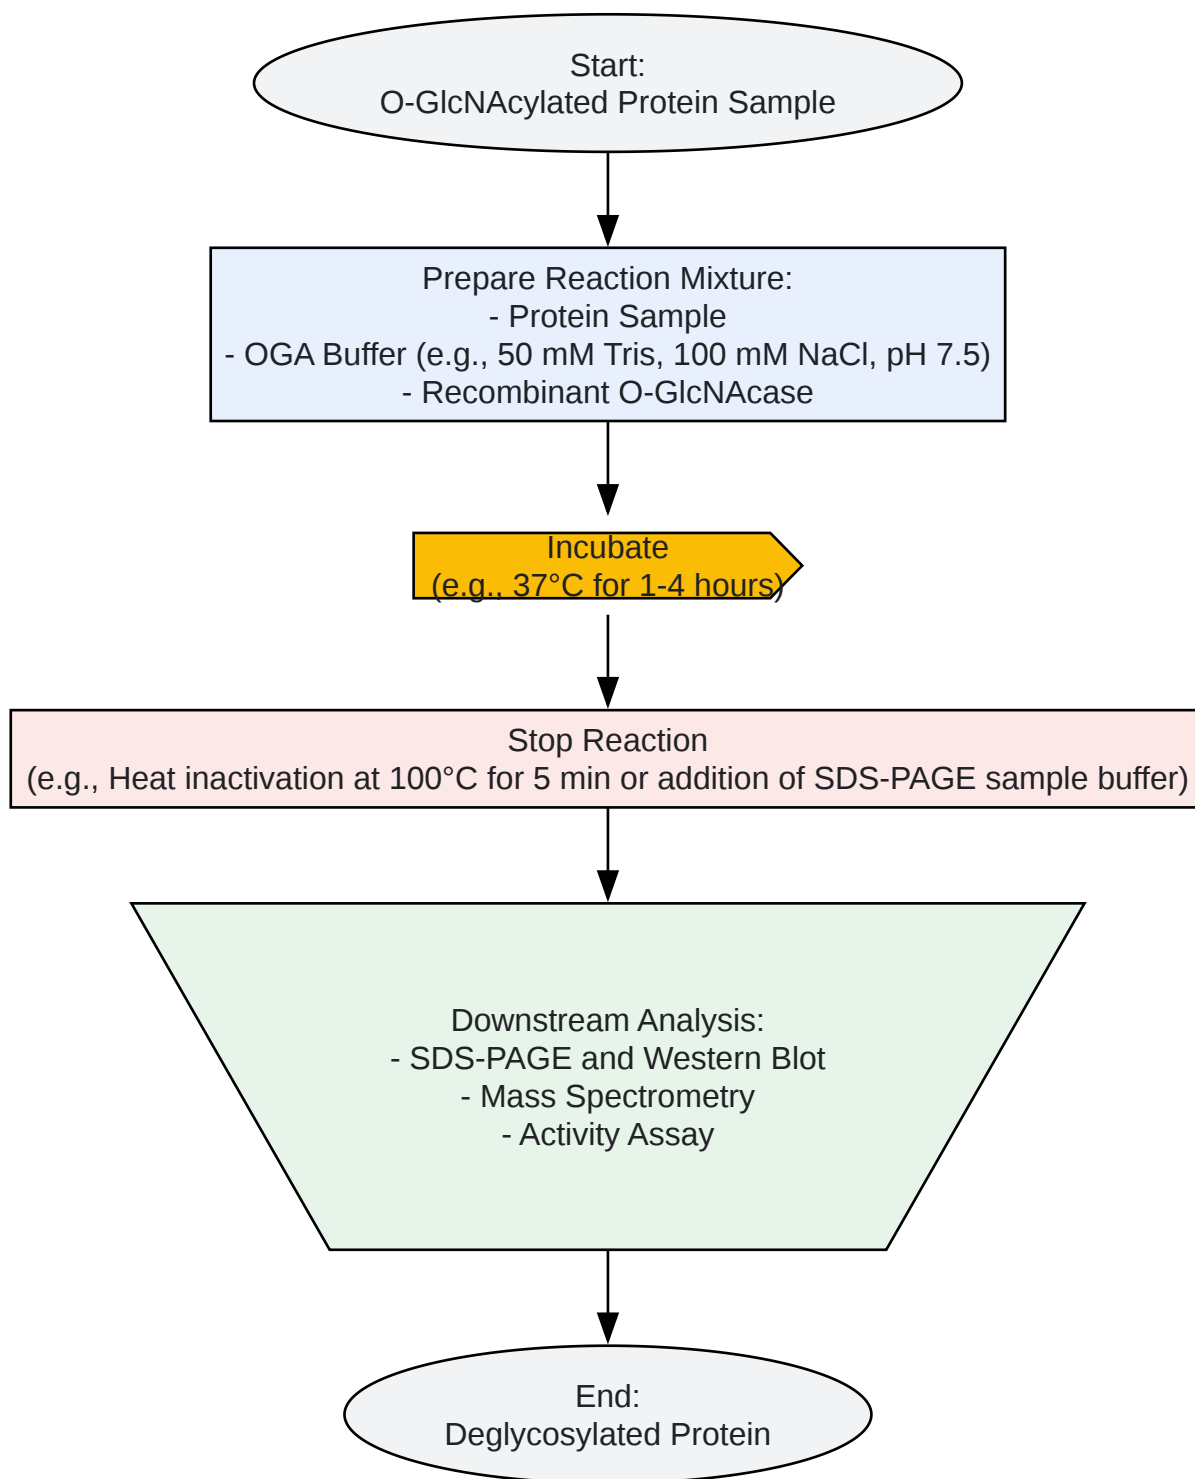 Start:
O-GlcNAcylated Protein Sample
Prepare Reaction Mixture:
- Protein Sample
- OGA Buffer (e.g., 50 mM Tris, 100 mM NaCl, pH 7.5)
- Recombinant O-GlcNAcase
Incubate
(e.g., 37°C for 1-4 hours)
Stop Reaction
(e.g., Heat inactivation at 100°C for 5 min or addition of SDS-PAGE sample buffer)
Downstream Analysis:
- SDS-PAGE and Western Blot
- Mass Spectrometry
- Activity Assay
End:
Deglycosylated Protein